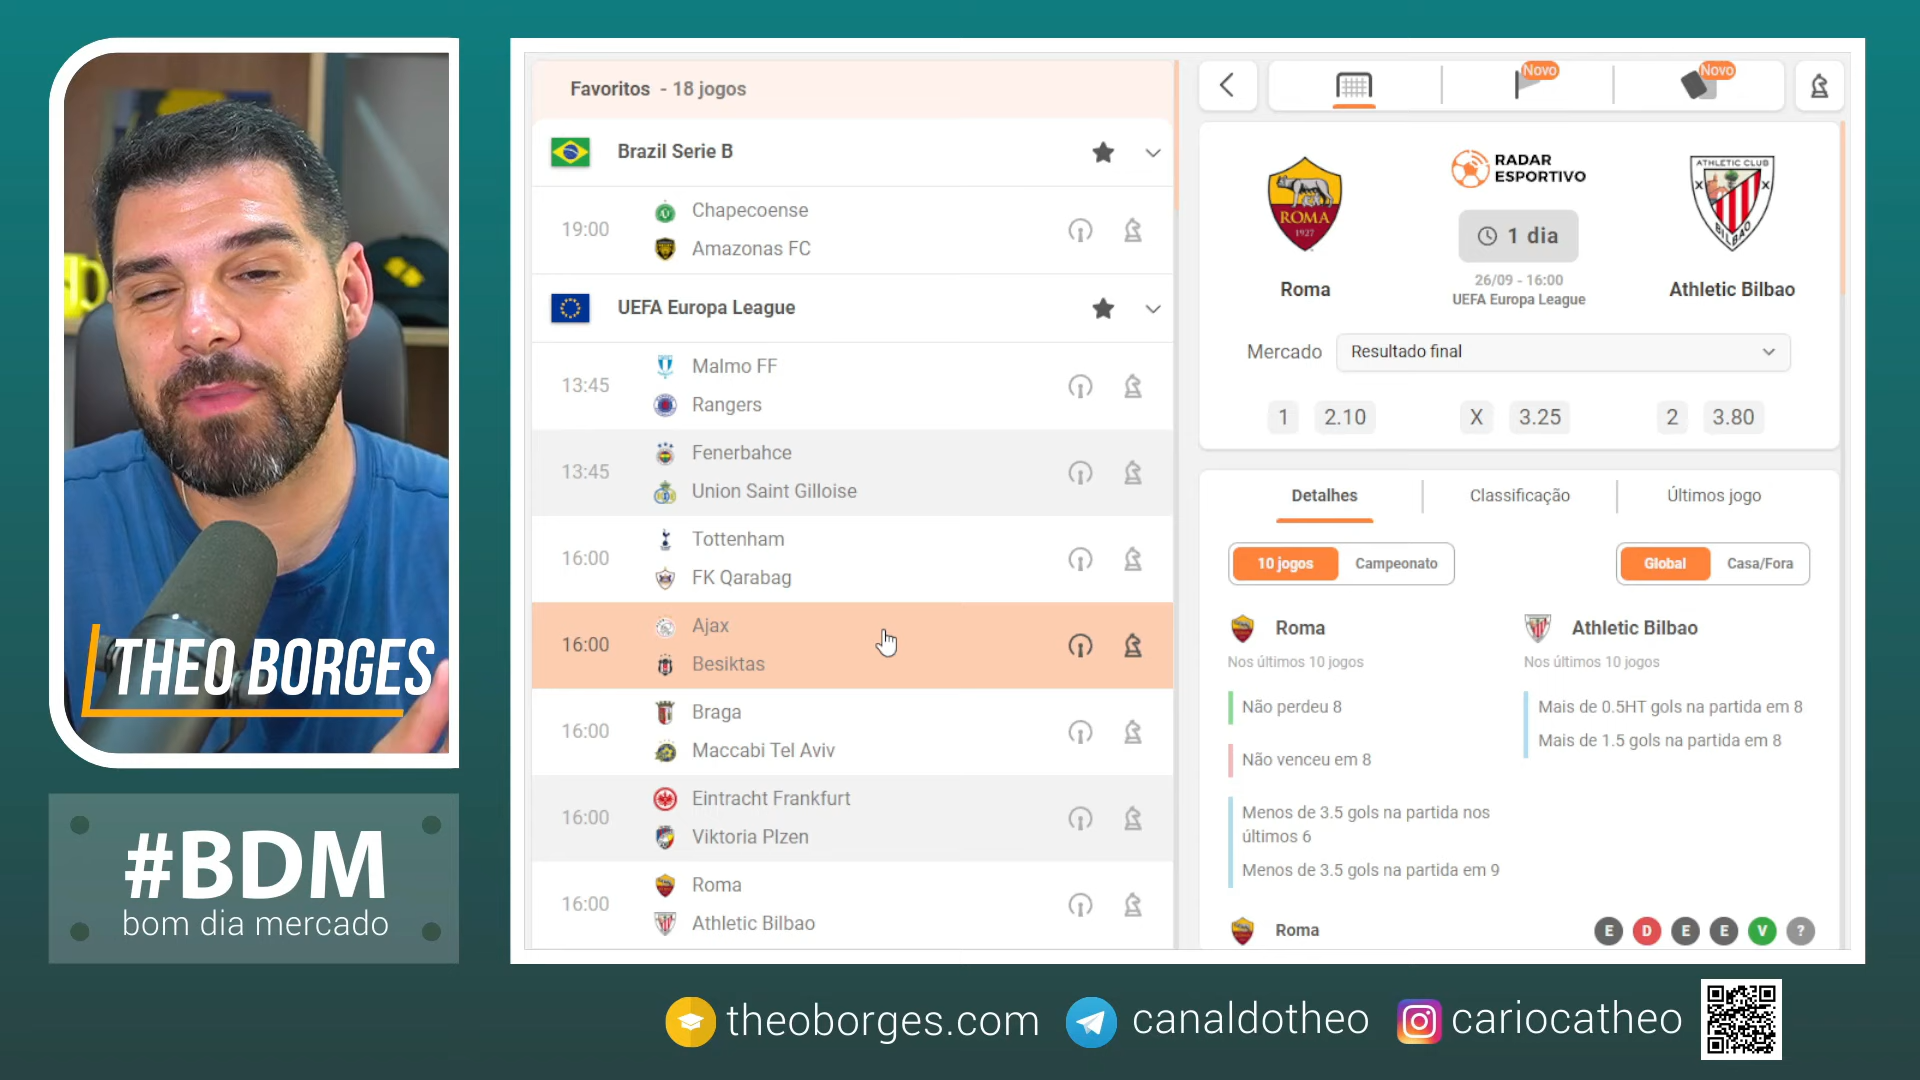 THEO BORGES
#BDM
bom dia mercado
Favoritos - 18 jogos
Brazil Serie B
19:00
Chapecoense
Amazonas FC
UEFA Europa League
13:45
Malmo FF
Rangers
13:45
Fenerbahce
Union Saint Gilloise
16:00
Tottenham
FK Qarabag
16:00
Ajax
Besiktas
16:00
Braga
Maccabi Tel Aviv
16:00
Eintracht Frankfurt
Viktoria Plzen
16:00
Roma
Athletic Bilbao
Novo
Novo
ROMA
1927
RADAR
ESPORTIVO
ATHLETIC CLUB
BILBAO
1 dia
26/09 - 16:00
UEFA Europa League
Roma
Athletic Bilbao
Mercado
Resultado final
1 2.10 X 3.25 2 3.80
Detalhes
Classificação
Últimos jogo
10 jogos
Campeonato
Global
Casa/Fora
Roma
Nos últimos 10 jogos
Não perdeu 8
Não venceu em 8
Menos de 3.5 gols na partida nos
últimos 6
Menos de 3.5 gols na partida em 9
Athletic Bilbao
Nos últimos 10 jogos
Mais de 0.5HT gols na partida em 8
Mais de 1.5 gols na partida em 8
Roma
E D E E V ?
theoborges.com
canaldotheo
cariocatheo